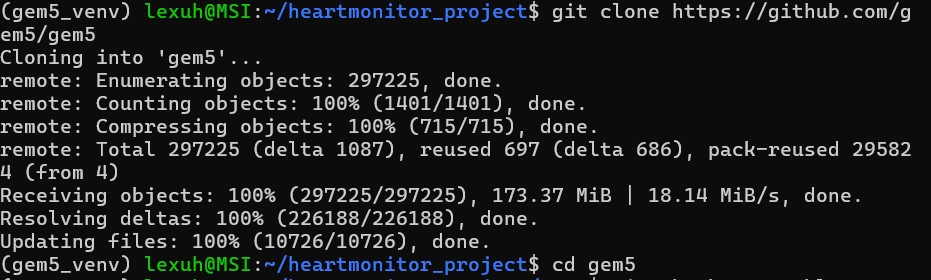 (gem5_venv) lexuh@MSI:~/heartmonitor_project$ git clone https://github.com/g
em5/gem5
Cloning into 'gem5'...
remote: Enumerating objects: 297225, done.
remote: Counting objects: 100% (1401/1401), done.
remote: Compressing objects: 100% (715/715), done.
remote: Total 297225 (delta 1087), reused 697 (delta 686), pack-reused 29582
4 (from 4)
Receiving objects: 100% (297225/297225), 173.37 MiB | 18.14 MiB/s, done.
Resolving deltas: 100% (226188/226188), done.
Updating files: 100% (10726/10726), done.
(gem5_venv) lexuh@MSI:~/heartmonitor_project$ cd gem5